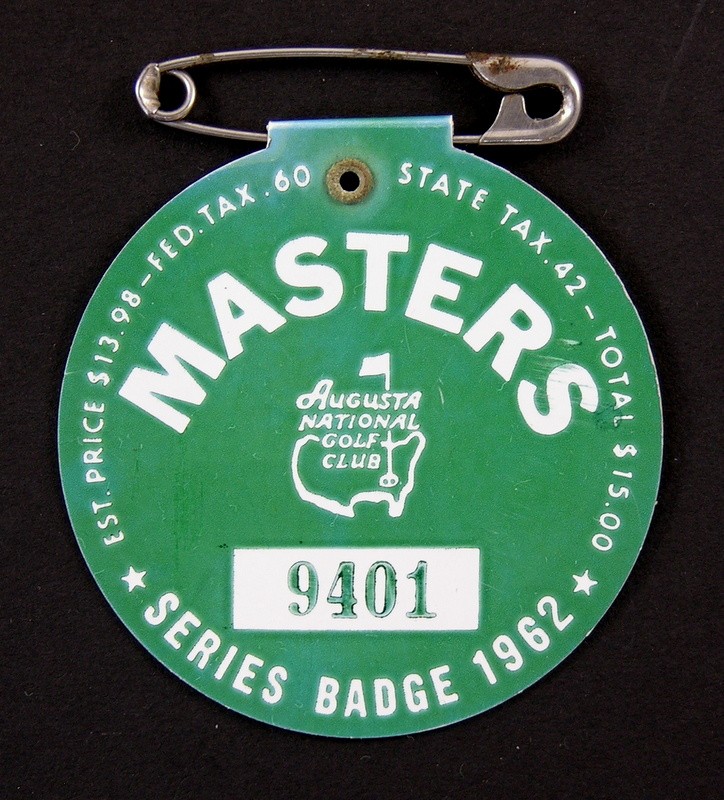 EST. PRICE $13.98 – FED. TAX .60 STATE TAX .42 – TOTAL $15.00
MASTERS
AUGUSTA
NATIONAL
GOLF
CLUB
9401
★ SERIES BADGE 1962 ★